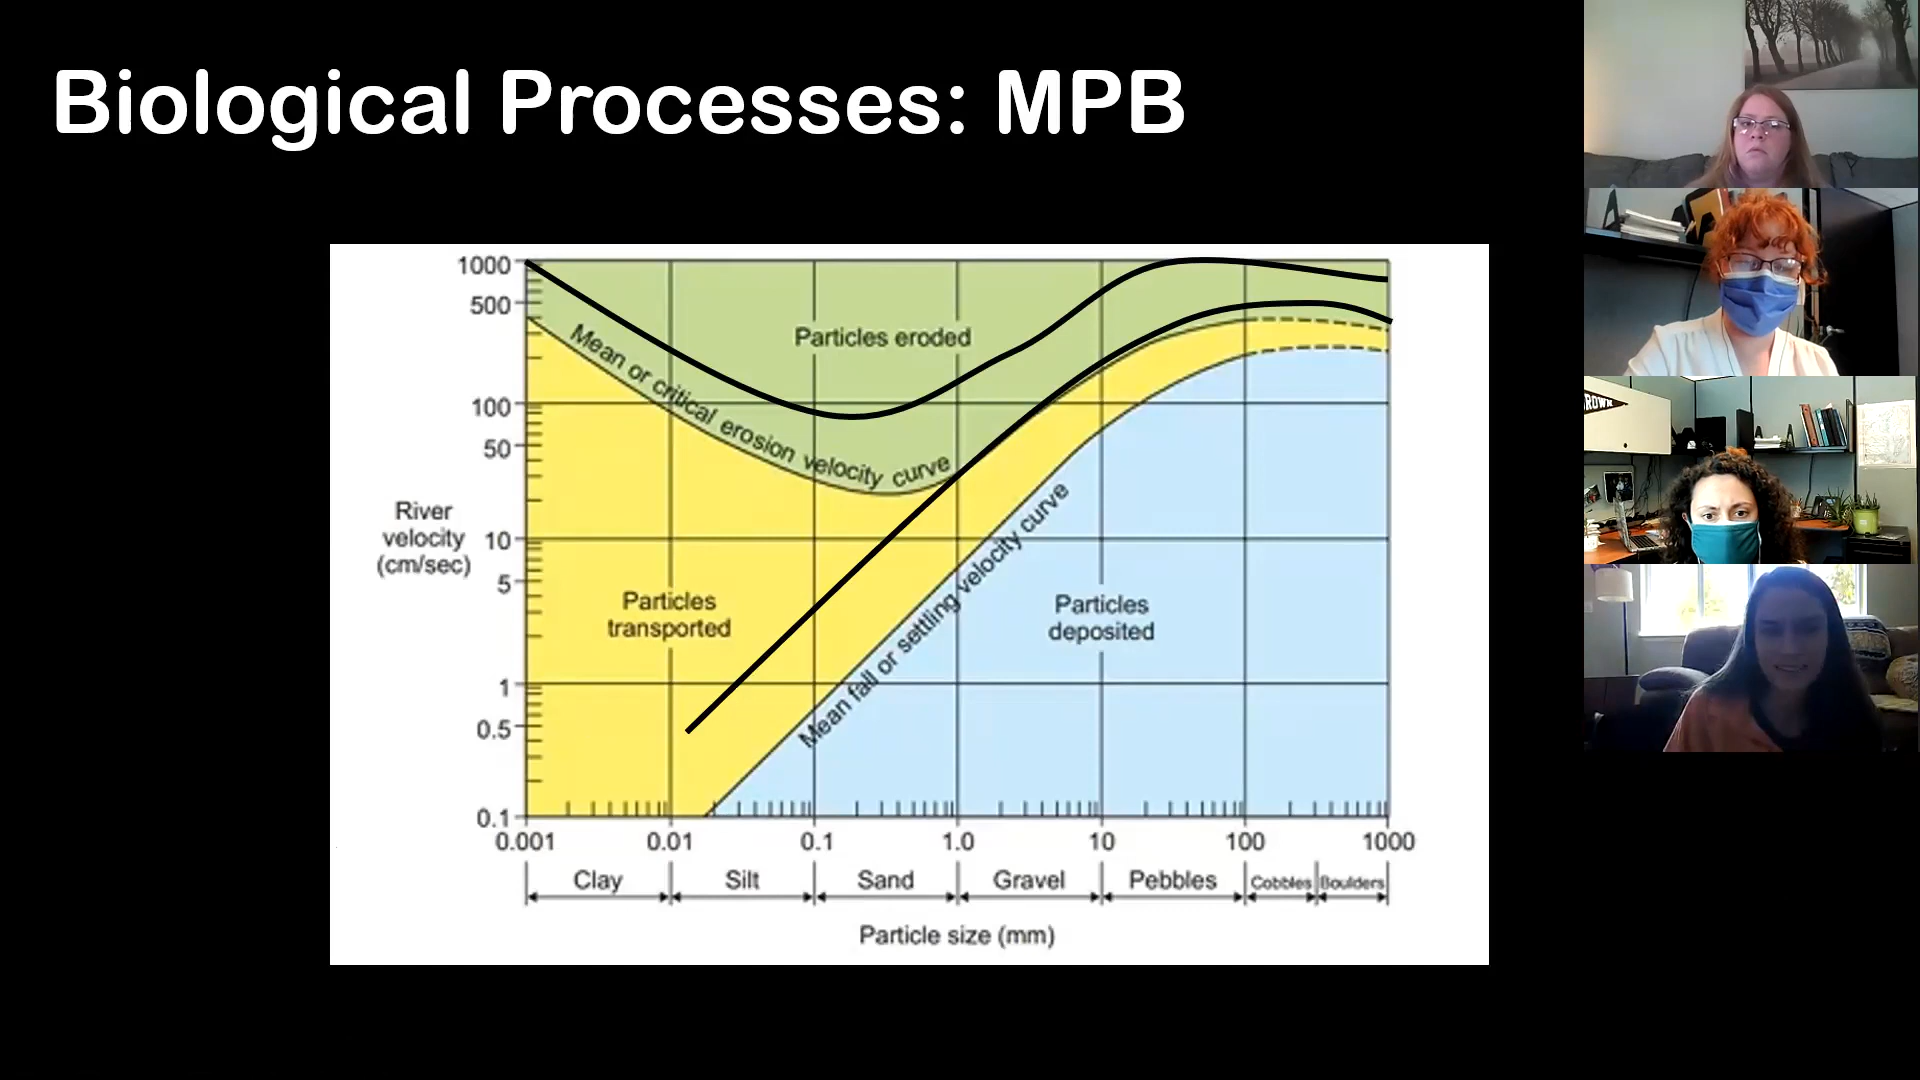 Biological Processes: MPB
1000
500
100
50
10
5
1
0.5
0.1
River
velocity
(cm/sec)
Particles eroded
Mean or critical erosion velocity curve
Particles
transported
Mean fall or settling velocity curve
Particles
deposited
0.001 0.01 0.1 1.0 10 100 1000
Clay Silt Sand Gravel Pebbles Cobbles Boulders
Particle size (mm)